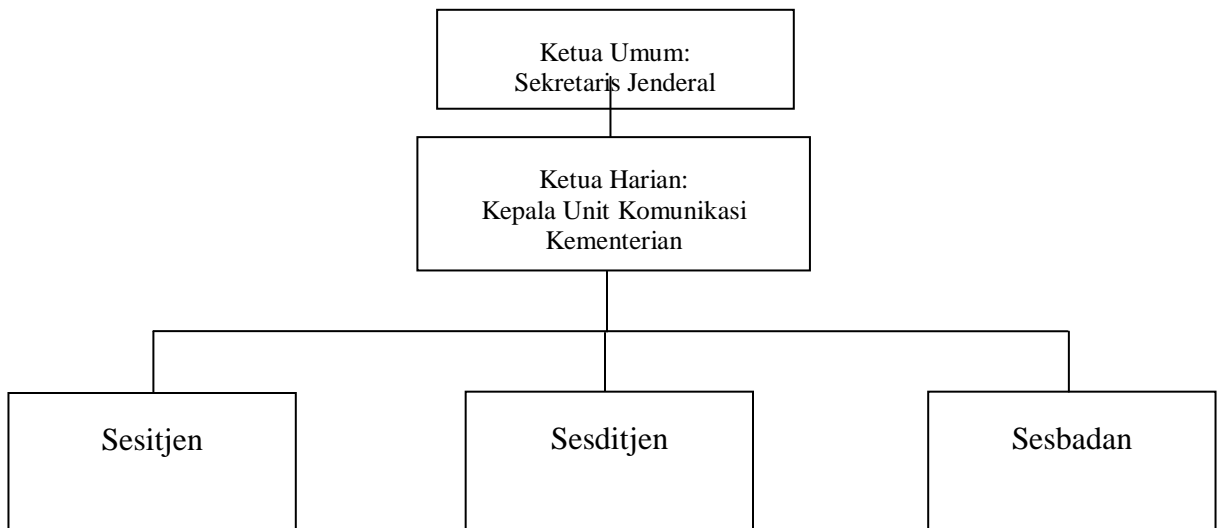 Ketua Umum:
Sekretaris Jenderal
Ketua Harian:
Kepala Unit Komunikasi
Kementerian
Sesitjen
Sesditjen
Sesbadan